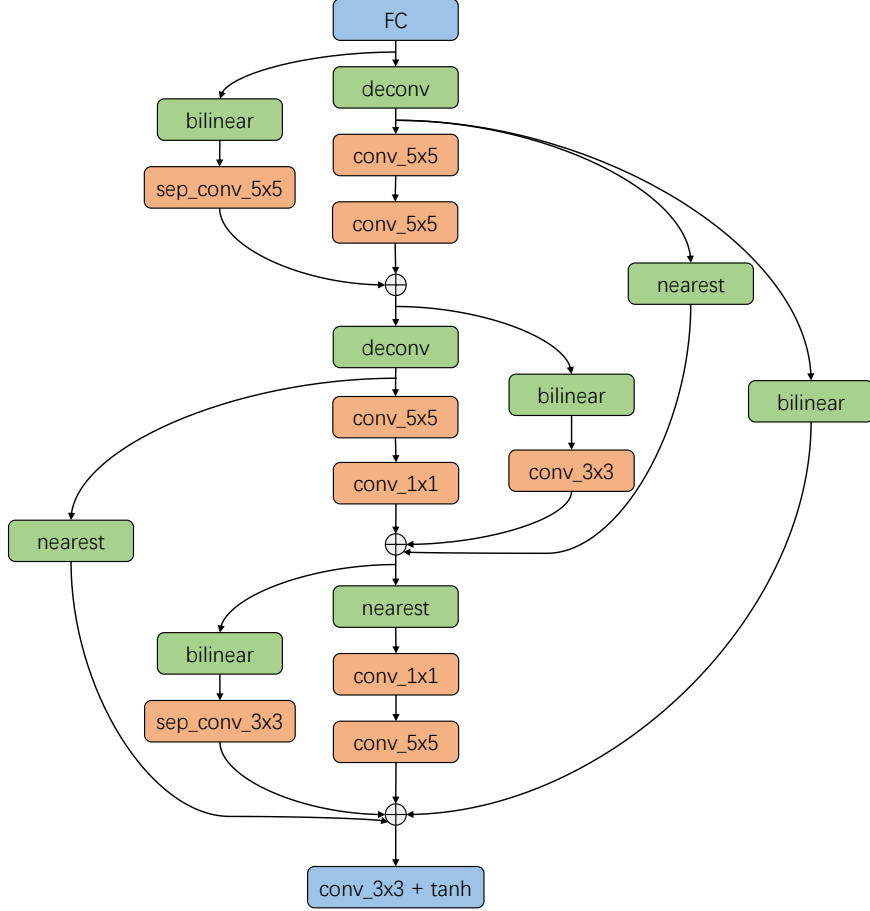 FC
deconv
bilinear
conv_5x5
sep_conv_5x5
conv_5x5
nearest
deconv
bilinear
bilinear
conv_5x5
conv_3x3
conv_1x1
nearest
nearest
bilinear
conv_1x1
sep_conv_3x3
conv_5x5
conv_3x3 + tanh